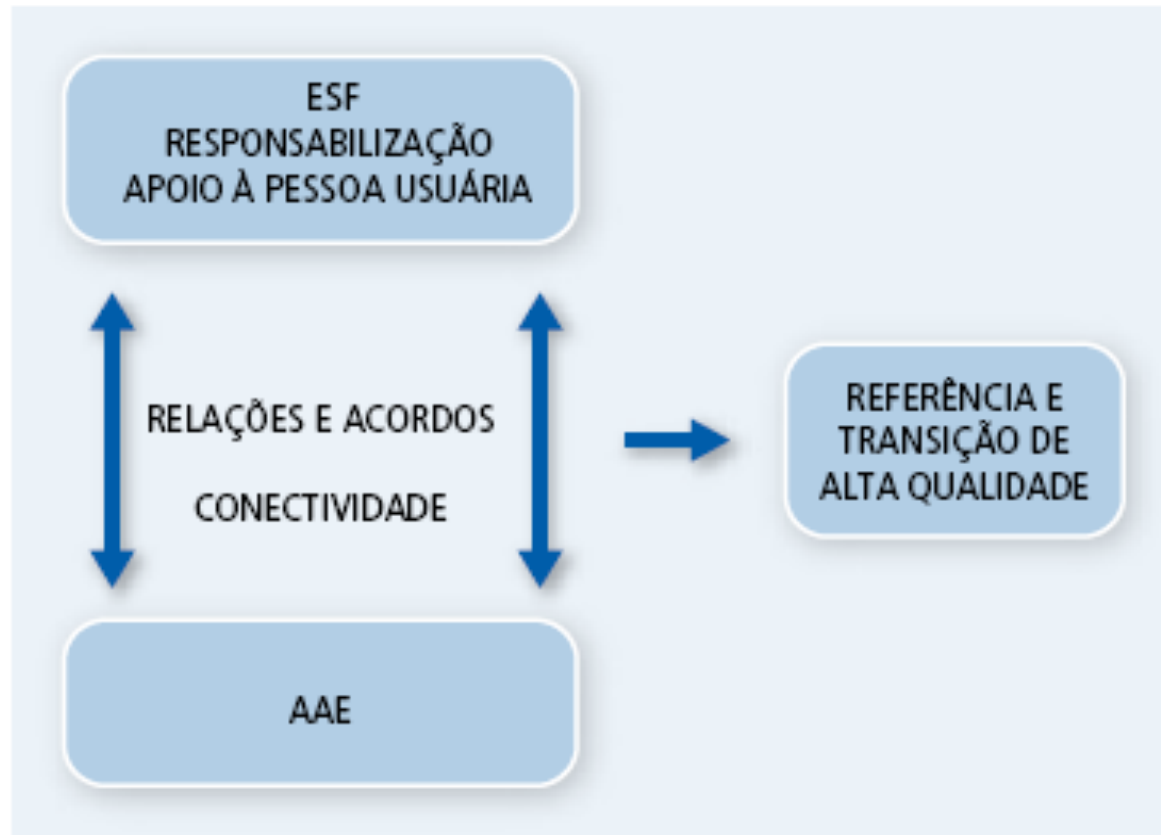 ESF
RESPONSABILIZAÇÃO
APOIO À PESSOA USUÁRIA
RELAÇÕES E ACORDOS
CONECTIVIDADE
REFERÊNCIA E
TRANSIÇÃO DE
ALTA QUALIDADE
AAE